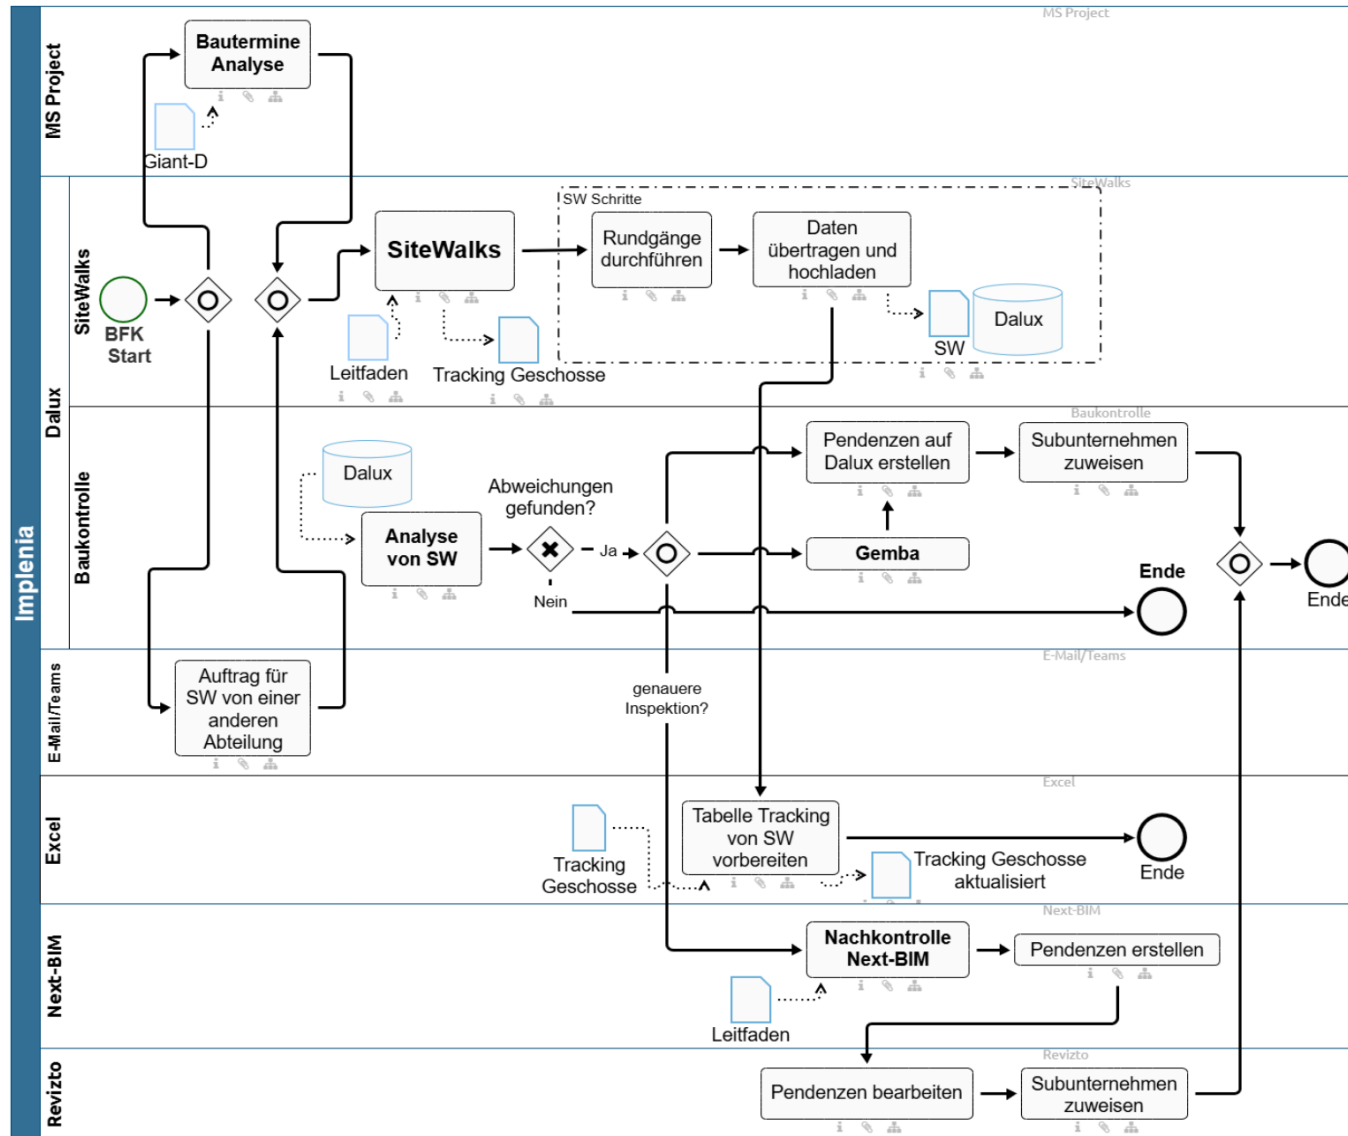 Implenia
MS Project
MS Project
Bautermine
Analyse
Giant-D
Dalux
SiteWalks
SiteWalks
BFK
Start
SiteWalks
Leitfaden
Tracking Geschosse
SW Schritte
Rundgänge
durchführen
Daten
übertragen und
hochladen
SW
Dalux
Baukontrolle
Baukontrolle
Dalux
Analyse
von SW
Abweichungen
gefunden?
Ja
Nein
Pendenzen auf
Dalux erstellen
Subunternehmen
zuweisen
Gemba
Ende
Ende
E-Mail/Teams
E-Mail/Teams
Auftrag für
SW von einer
anderen
Abteilung
genauere
Inspektion?
Excel
Excel
Tracking
Geschosse
Tabelle Tracking
von SW
vorbereiten
Tracking Geschosse
aktualisiert
Ende
Next-BIM
Next-BIM
Nachkontrolle
Next-BIM
Pendenzen erstellen
Leitfaden
Revizto
Revizto
Pendenzen bearbeiten
Subunternehmen
zuweisen